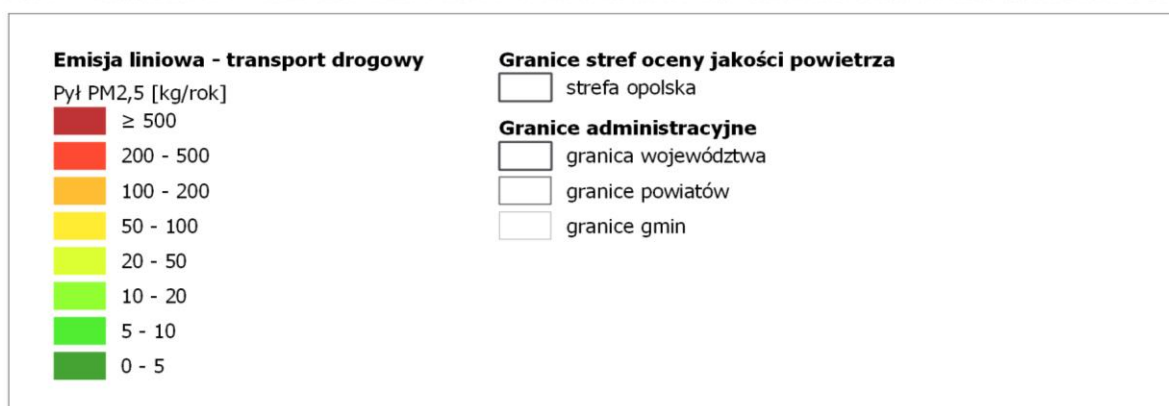 Emisja liniowa - transport drogowy
Pył PM2,5 [kg/rok]
≥ 500
200 - 500
100 - 200
50 - 100
20 - 50
10 - 20
5 - 10
0 - 5
Granice stref oceny jakości powietrza
strefa opolska
Granice administracyjne
granica województwa
granice powiatów
granice gmin